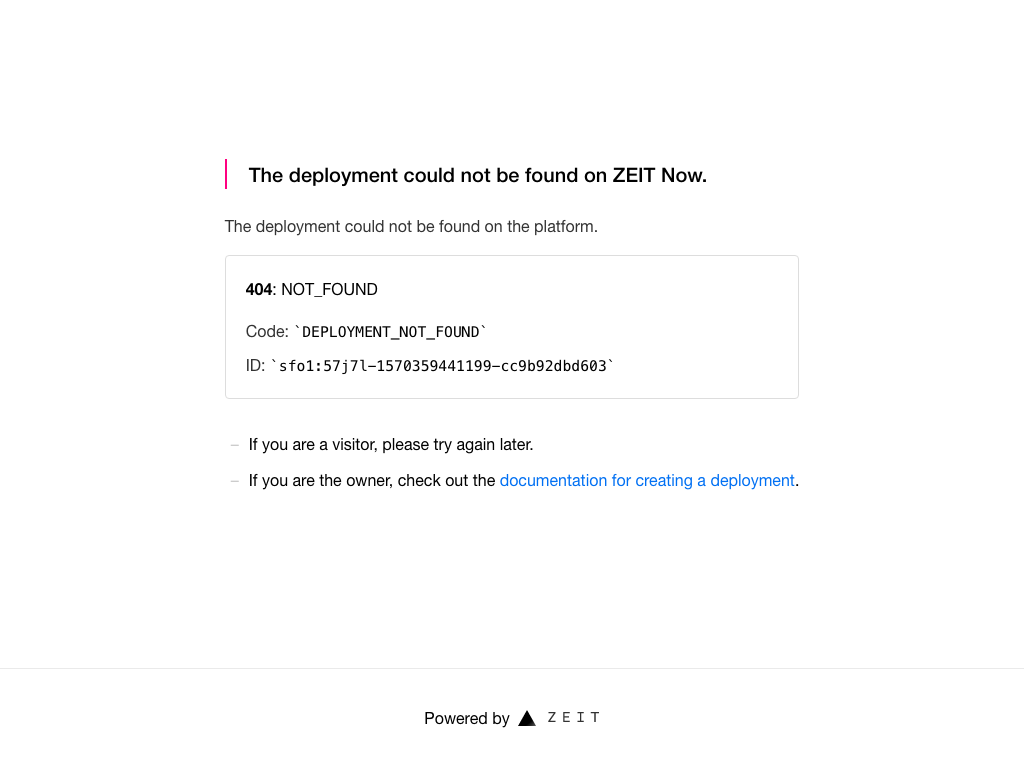 The deployment could not be found on ZEIT Now.
The deployment could not be found on the platform.
404: NOT_FOUND
Code: `DEPLOYMENT_NOT_FOUND`
ID: `sfo1:57j7l-1570359441199-cc9b92dbd603`
– If you are a visitor, please try again later.
– If you are the owner, check out the documentation for creating a deployment.
Powered by ZEIT